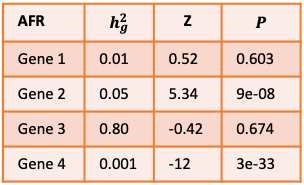 AFR h²g Z P
Gene 1 0.01 0.52 0.603
Gene 2 0.05 5.34 9e-08
Gene 3 0.80 -0.42 0.674
Gene 4 0.001 -12 3e-33